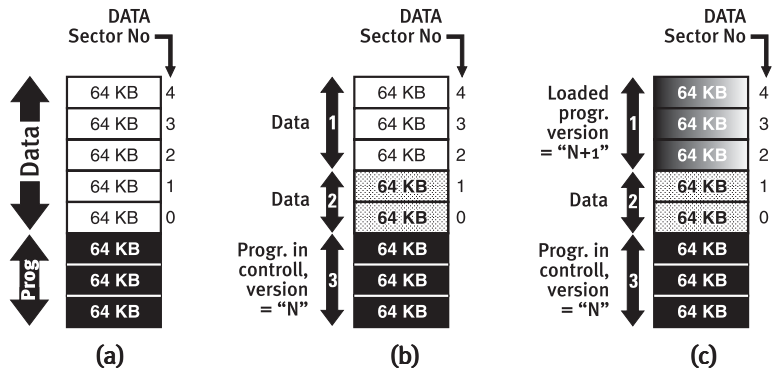 DATA
Sector No
64 KB 4
64 KB 3
64 KB 2
64 KB 1
64 KB 0
64 KB
64 KB
64 KB
Data
Prog
(a)
DATA
Sector No
64 KB 4
64 KB 3
64 KB 2
64 KB 1
64 KB 0
64 KB
64 KB
64 KB
Data
1
Data
2
Progr. in
controll,
version
= “N”
3
(b)
DATA
Sector No
64 KB 4
64 KB 3
64 KB 2
64 KB 1
64 KB 0
64 KB
64 KB
64 KB
Loaded
progr.
version
= “N+1”
1
Data
2
Progr. in
controll,
version
= “N”
3
(c)